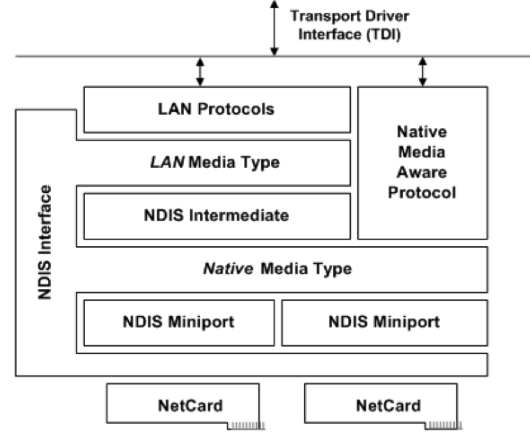 Transport Driver
Interface (TDI)
LAN Protocols
Native
Media
Aware
Protocol
LAN Media Type
NDIS Interface
NDIS Intermediate
Native Media Type
NDIS Miniport
NDIS Miniport
NetCard
NetCard